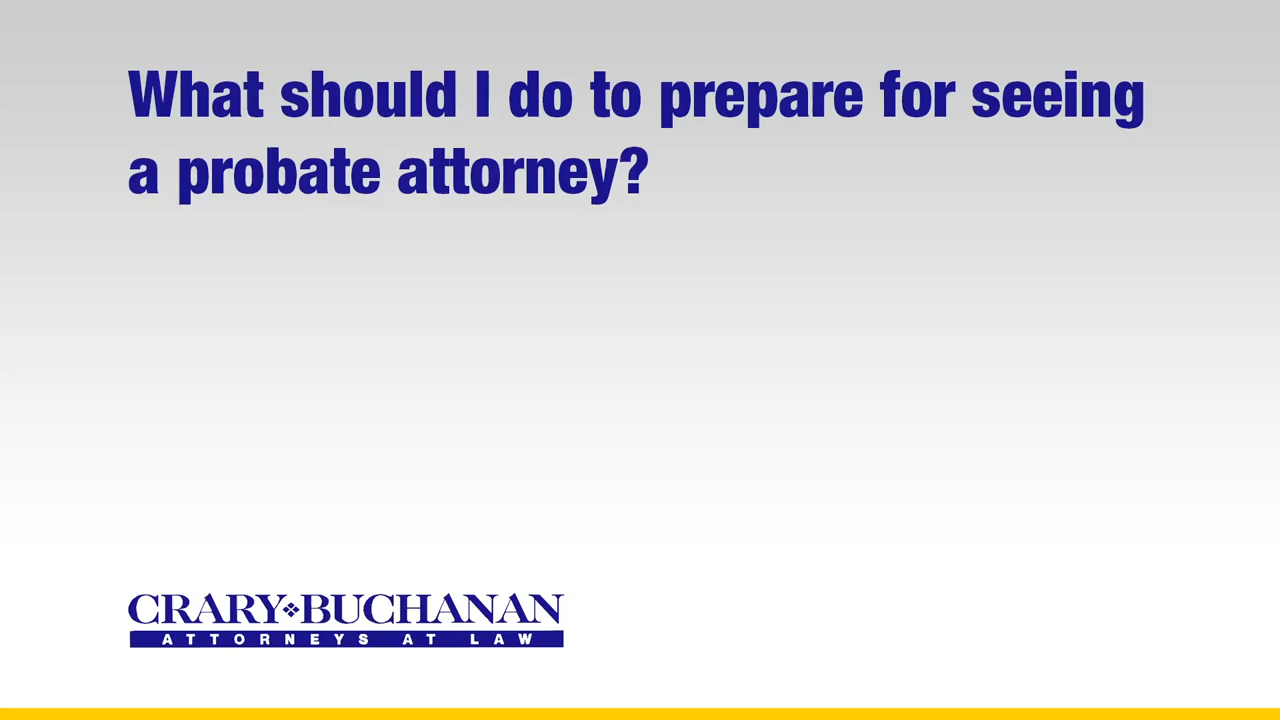 What should I do to prepare for seeing
a probate attorney?
CRARY❖BUCHANAN
ATTORNEYS AT LAW